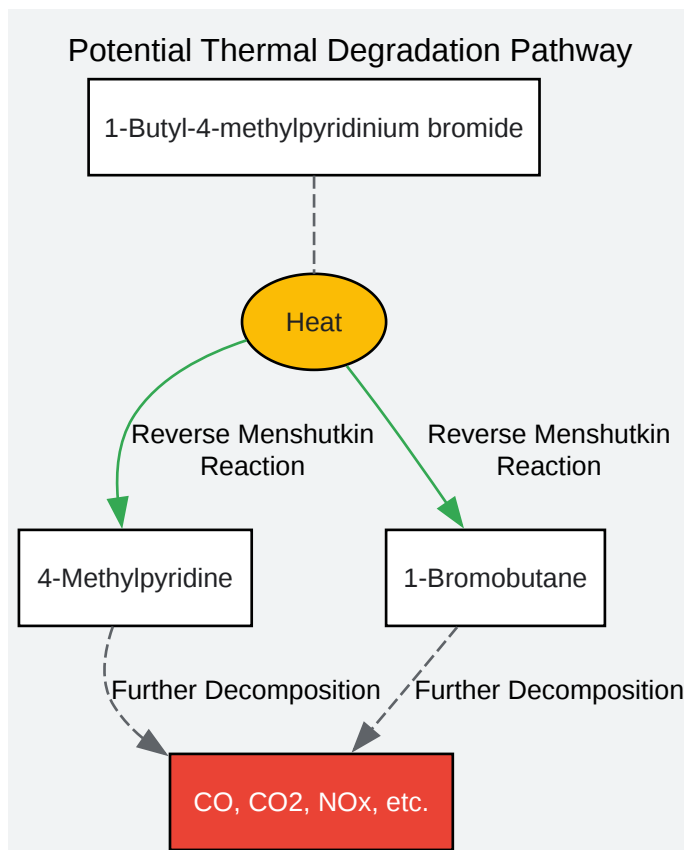 Potential Thermal Degradation Pathway
1-Butyl-4-methylpyridinium bromide
Heat
Reverse Menshutkin
Reaction
Reverse Menshutkin
Reaction
4-Methylpyridine
1-Bromobutane
Further Decomposition
Further Decomposition
CO, CO2, NOx, etc.